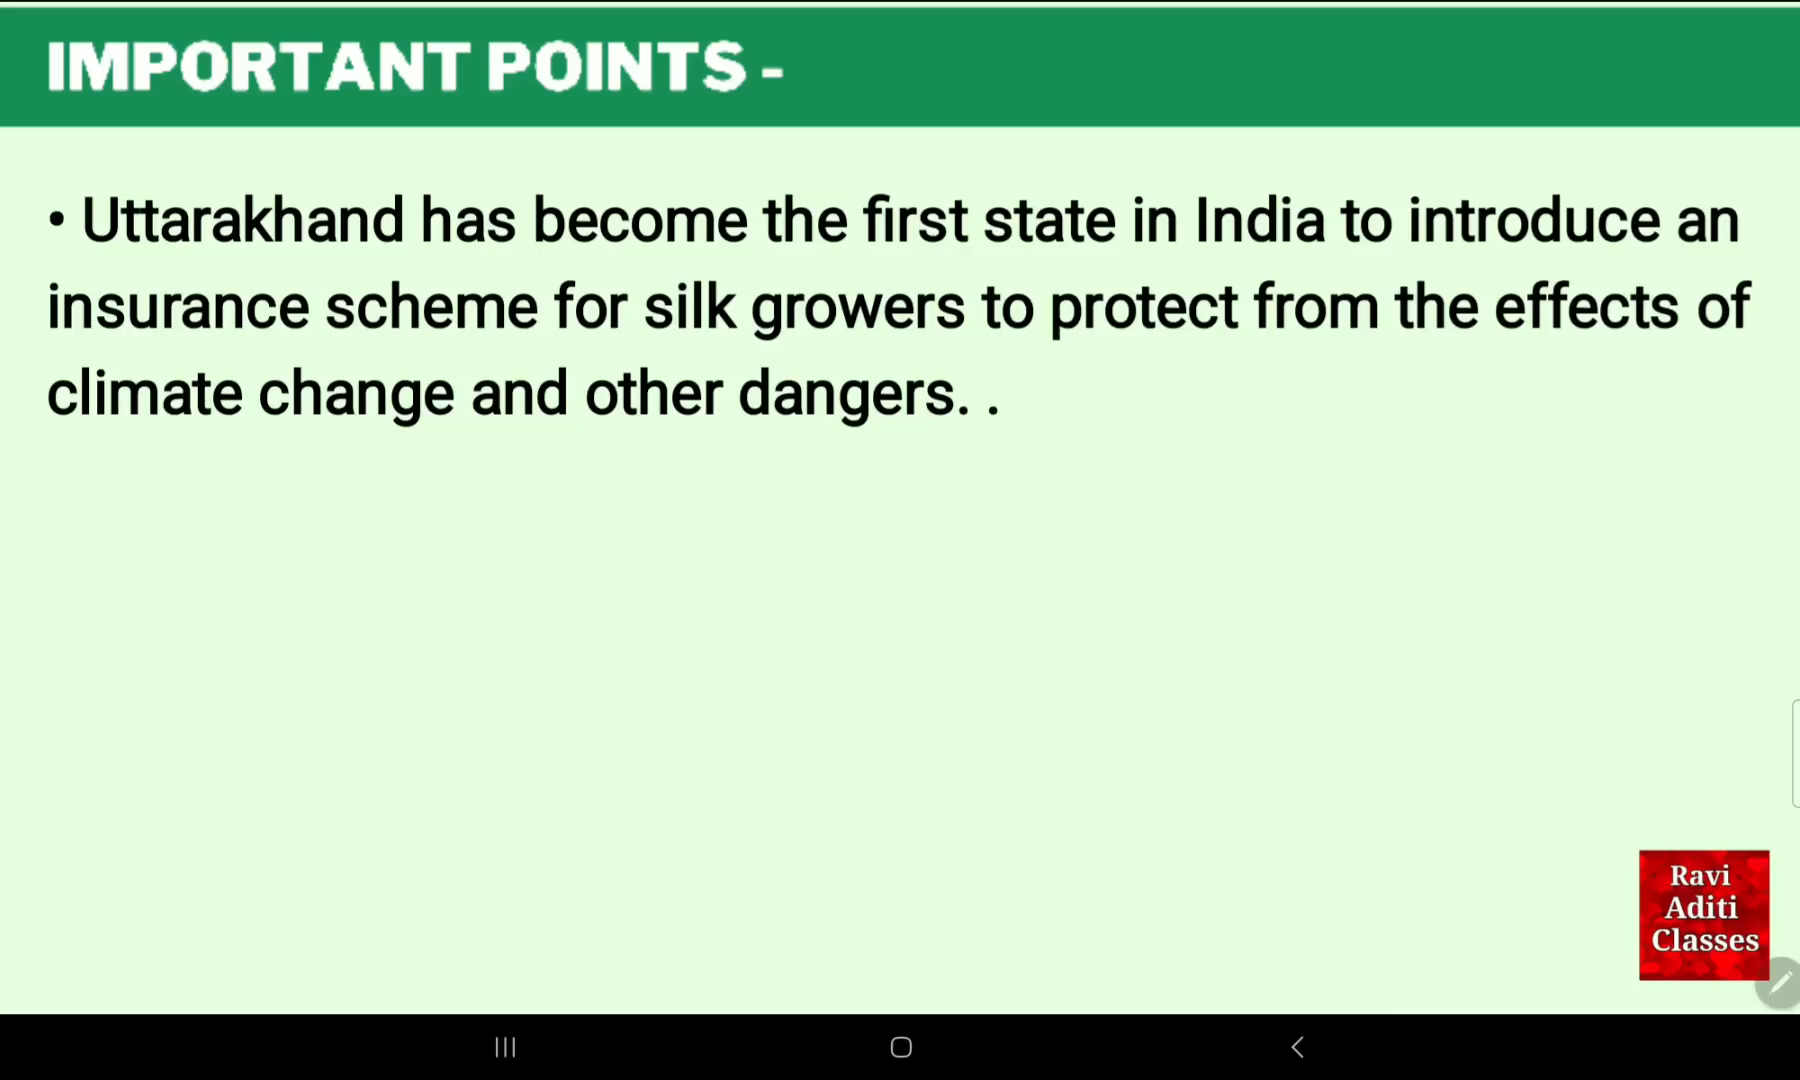 IMPORTANT POINTS -
• Uttarakhand has become the first state in India to introduce an
insurance scheme for silk growers to protect from the effects of
climate change and other dangers. .
Ravi
Aditi
Classes